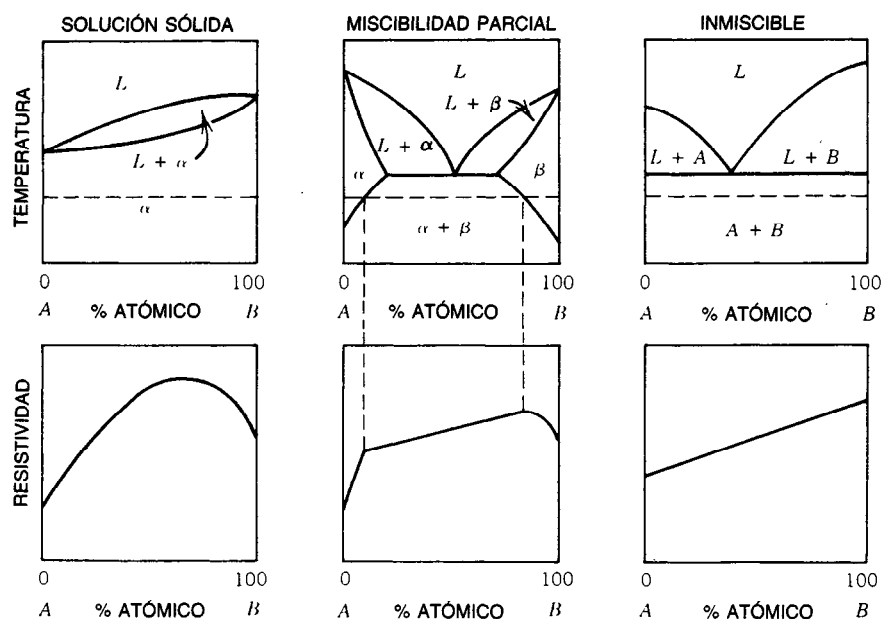 SOLUCIÓN SÓLIDA
MISCIBILIDAD PARCIAL
INMISCIBLE
TEMPERATURA
L
L + α
α
0
100
A
% ATÓMICO
B
L
L + β
L + α
α
β
α + β
0
100
A
% ATÓMICO
B
L
L + A
L + B
A + B
0
100
A
% ATÓMICO
B
RESISTIVIDAD
0
100
A
% ATÓMICO
B
0
100
A
% ATÓMICO
B
0
100
A
% ATÓMICO
B